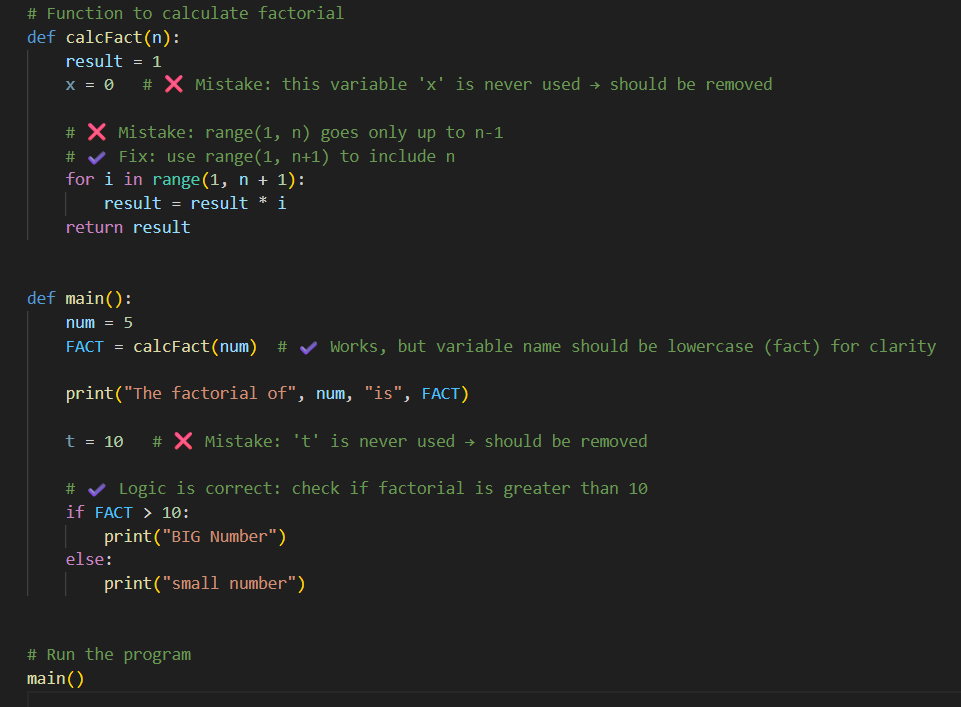 # Function to calculate factorial
def calcFact(n):
    result = 1
    x = 0   # ❌ Mistake: this variable 'x' is never used → should be removed
    # ❌ Mistake: range(1, n) goes only up to n-1
    # ✔ Fix: use range(1, n+1) to include n
    for i in range(1, n + 1):
        result = result * i
    return result
def main():
    num = 5
    FACT = calcFact(num)  # ✔ Works, but variable name should be lowercase (fact) for clarity
    print("The factorial of", num, "is", FACT)
    t = 10   # ❌ Mistake: 't' is never used → should be removed
    # ✔ Logic is correct: check if factorial is greater than 10
    if FACT > 10:
        print("BIG Number")
    else:
        print("small number")
# Run the program
main()